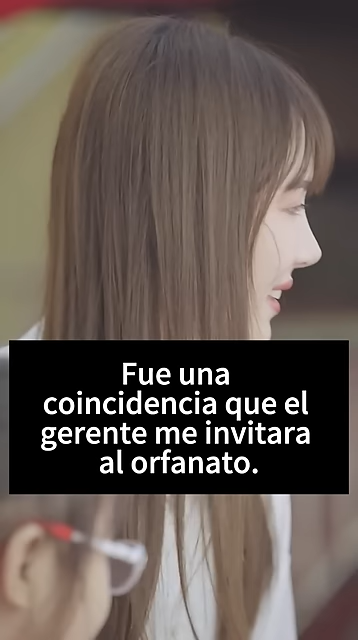 Fue una
coincidencia que el
gerente me invitara
al orfanato.